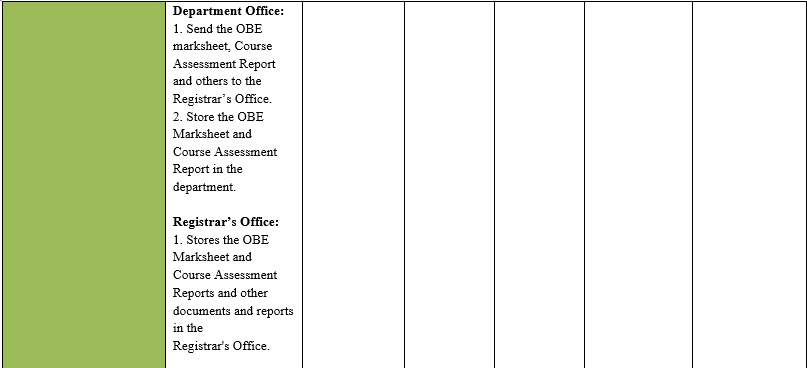 Department Office:
1. Send the OBE
marksheet, Course
Assessment Report
and others to the
Registrar’s Office.
2. Store the OBE
Marksheet and
Course Assessment
Report in the
department.
Registrar’s Office:
1. Stores the OBE
Marksheet and
Course Assessment
Reports and other
documents and reports
in the
Registrar's Office.